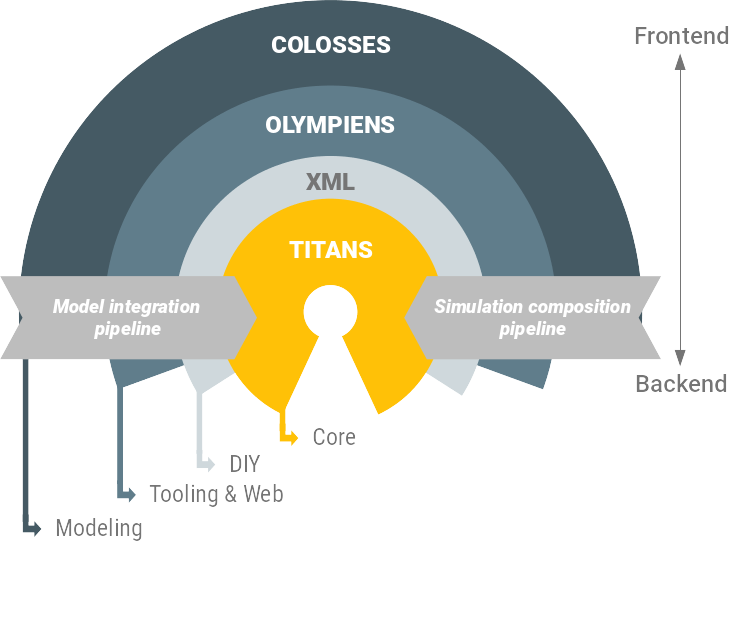 COLOSSES
Frontend
OLYMPIENS
XML
TITANS
Model integration
pipeline
Simulation composition
pipeline
Backend
Core
DIY
Tooling & Web
Modeling